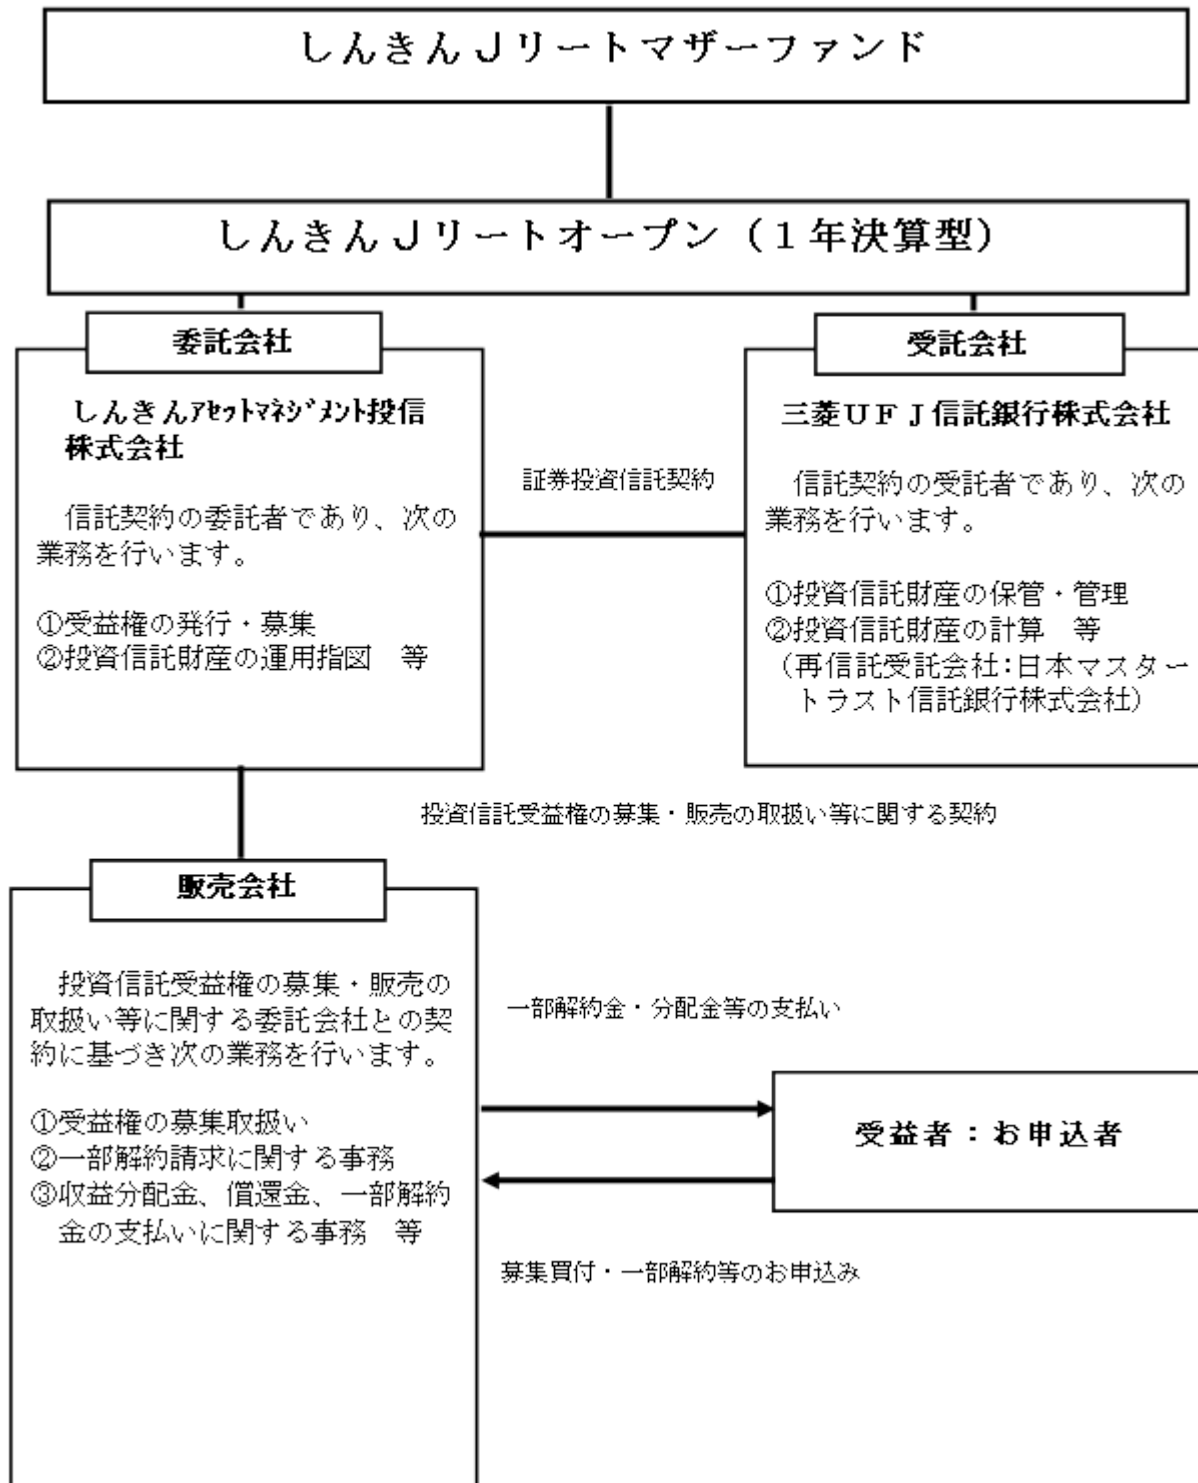 しんきんＪリートマザーファンド
しんきんＪリートオープン（１年決算型）
委託会社
しんきんｱｾｯﾄﾏﾈｼﾞﾒﾝﾄ投信
株式会社
信託契約の委託者であり、次の
業務を行います。
①受益権の発行・募集
②投資信託財産の運用指図　等
証券投資信託契約
受託会社
三菱ＵＦＪ信託銀行株式会社
信託契約の受託者であり、次の
業務を行います。
①投資信託財産の保管・管理
②投資信託財産の計算　等
（再信託受託会社：日本マスター
トラスト信託銀行株式会社）
投資信託受益権の募集・販売の取扱い等に関する契約
販売会社
投資信託受益権の募集・販売の
取扱い等に関する委託会社との契
約に基づき次の業務を行います。
①受益権の募集取扱い
②一部解約請求に関する事務
③収益分配金、償還金、一部解約
金の支払いに関する事務　等
一部解約金・分配金等の支払い
受益者：お申込者
募集買付・一部解約等のお申込み